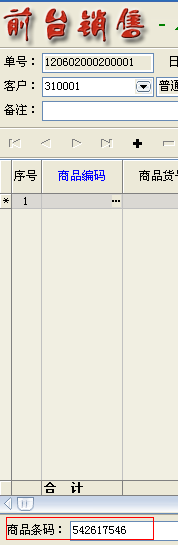 前台销售 -
单号： 120602000200001 日
客户： 310001 普通
备注：
序号 商品编码 商品货号
* 1 ...
合 计
商品条码： 542617546